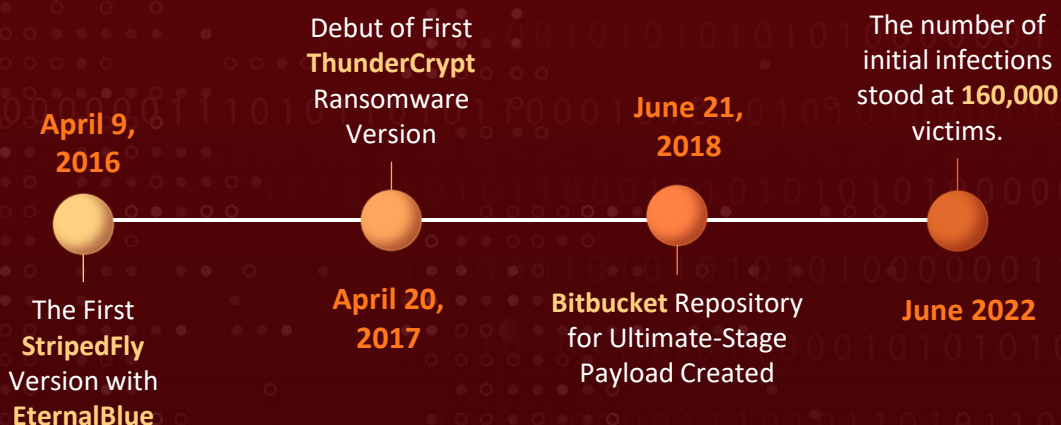 April 9,
2016
The First
StripedFly
Version with
EternalBlue
Debut of First
ThunderCrypt
Ransomware
Version
April 20,
2017
June 21,
2018
Bitbucket Repository
for Ultimate-Stage
Payload Created
The number of
initial infections
stood at 160,000
victims.
June 2022